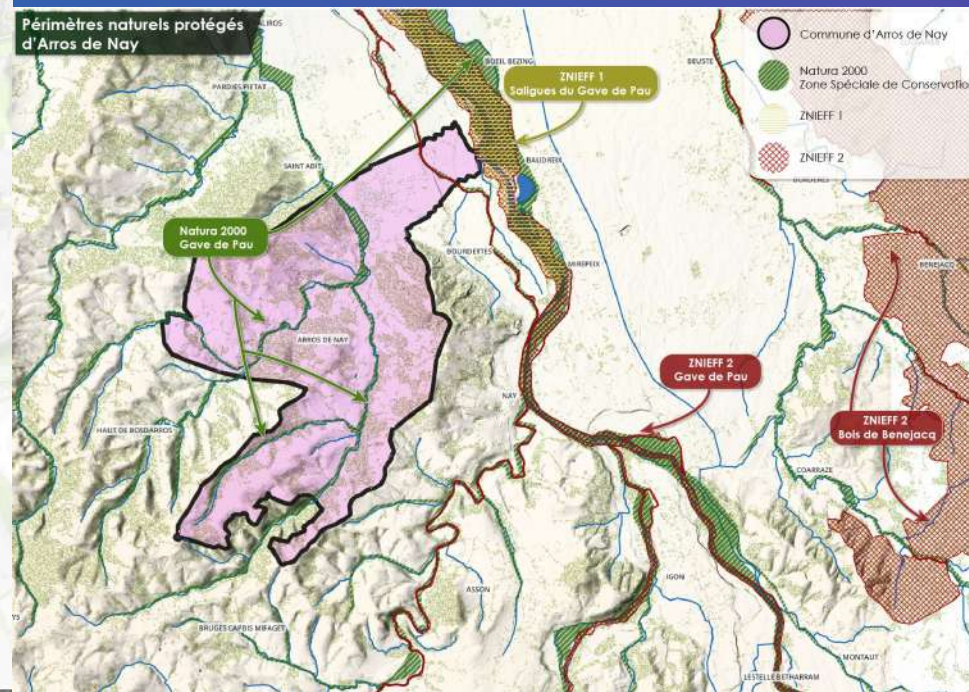 Périmètres naturels protégés
d'Arros de Nay
Commune d'Arros de Nay
Natura 2000
Zone Spéciale de Conservatio
ZNIEFF 1
ZNIEFF 2
PARDIES PIETAT
BOEIL BEZING
BEUSTE
ZNIEFF 1
Saligues du Gave de Pau
SAINT ABIT
BAUDREIX
BORDERES
Natura 2000
Gave de Pau
BOURDETTES
MIREPEIX
BENEJACQ
ARROS DE NAY
ZNIEFF 2
Gave de Pau
NAY
HAUT DE BOSDARROS
ZNIEFF 2
Bois de Benejacq
COARRAZE
IGON
ASSON
BRUGES CAPBIS MIFAGET
MONTAUT
LESTELLE BETHARRAM